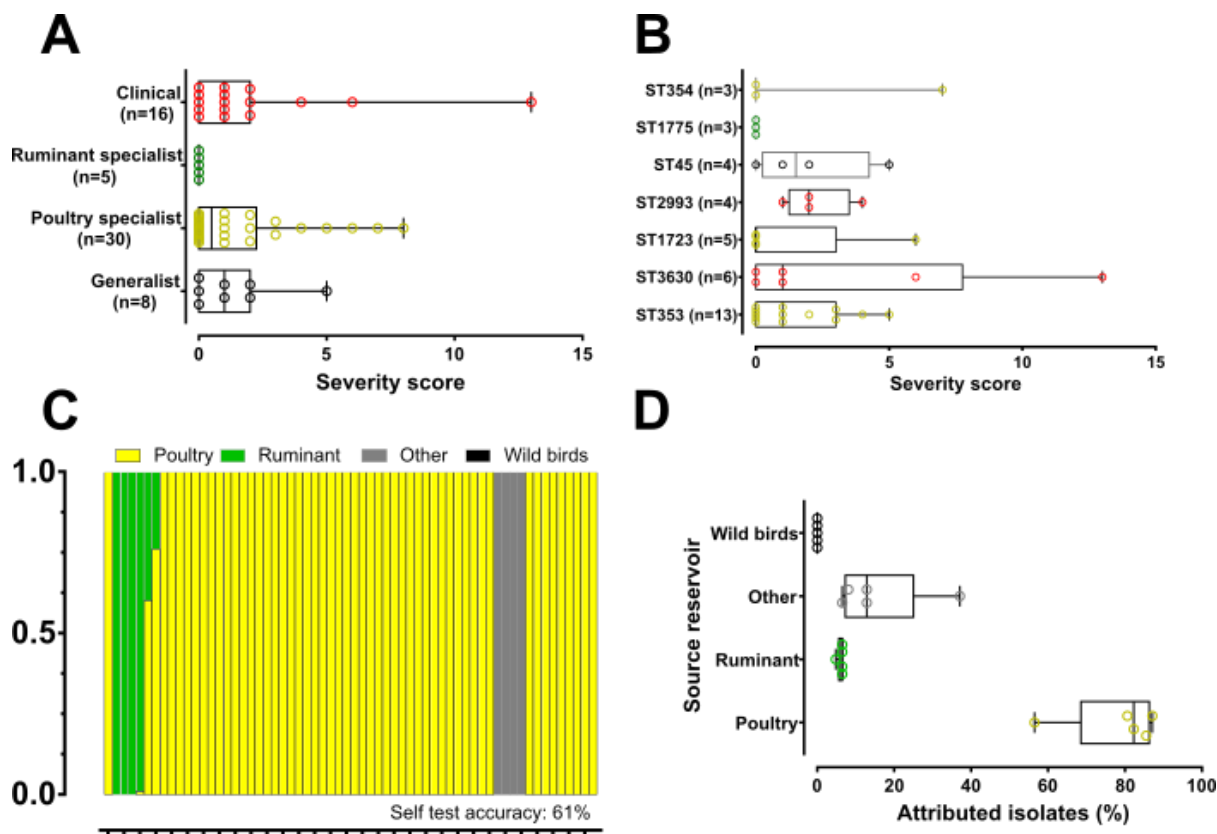 A
Clinical
(n=16)
Ruminant specialist
(n=5)
Poultry specialist
(n=30)
Generalist
(n=8)
0 5 10 15
Severity score
B
ST354 (n=3)
ST1775 (n=3)
ST45 (n=4)
ST2993 (n=4)
ST1723 (n=5)
ST3630 (n=6)
ST353 (n=13)
0 5 10 15
Severity score
C
Poultry Ruminant Other Wild birds
1.0
0.5
0.0
Self test accuracy: 61%
D
Source reservoir
Wild birds
Other
Ruminant
Poultry
0 20 40 60 80 100
Attributed isolates (%)